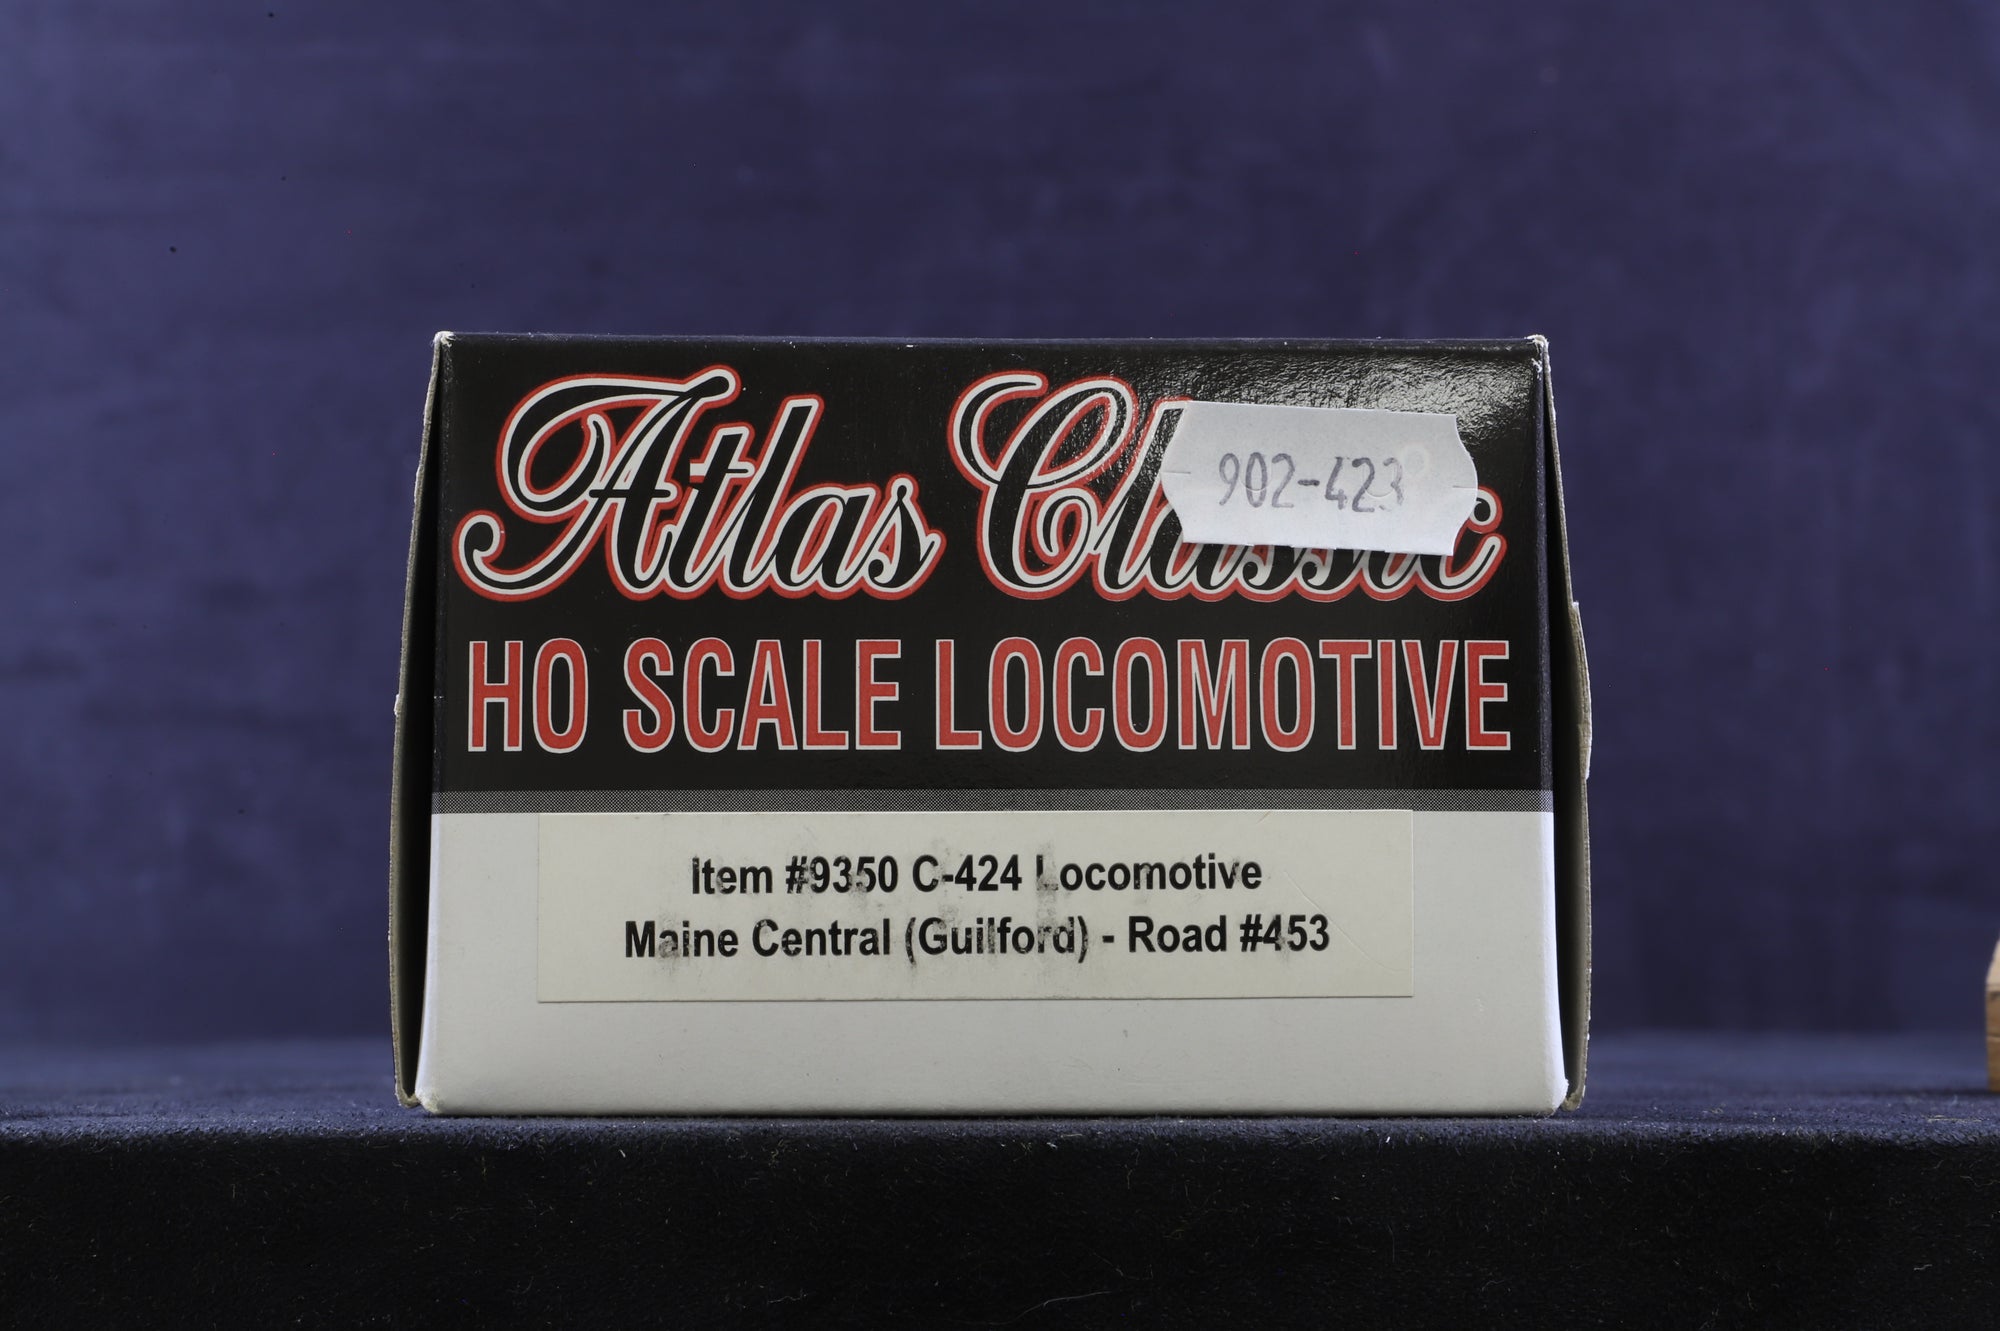 Atlas Classic
902-423
HO SCALE LOCOMOTIVE
Item #9350 C-424 Locomotive
Maine Central (Guilford) - Road #453